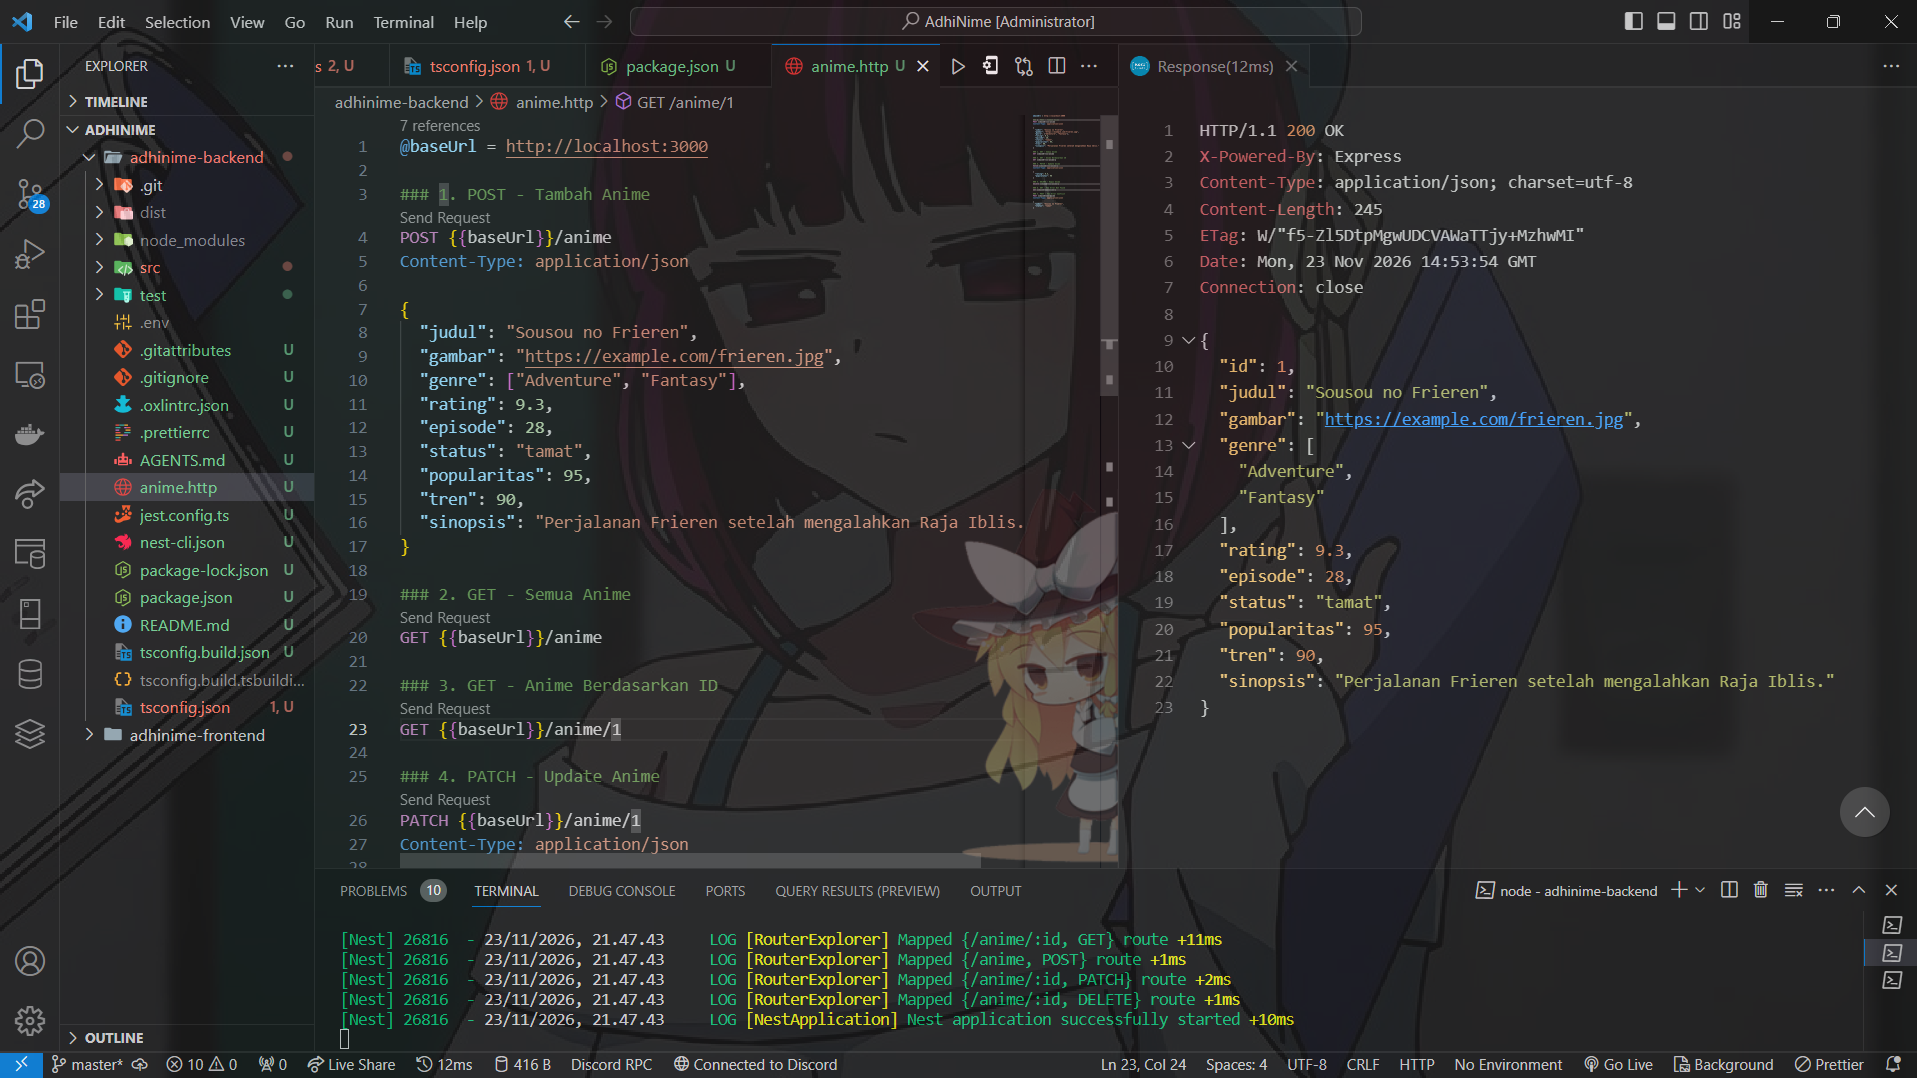 File Edit Selection View Go Run Terminal Help
AdhiNime [Administrator]
EXPLORER
TIMELINE
ADHINIME
adhinime-backend
.git
dist
node_modules
src
test
.env
.gitattributes U
.gitignore U
.oxlintrc.json U
.prettierrc U
AGENTS.md U
anime.http U
jest.config.ts U
nest-cli.json U
package-lock.json U
package.json U
README.md U
tsconfig.build.json U
tsconfig.build.tsbuildi...
tsconfig.json 1, U
adhinime-frontend
OUTLINE
28
s 2, U
tsconfig.json 1, U
package.json U
anime.http U
adhinime-backend > anime.http > GET /anime/1
7 references
1 @baseUrl = http://localhost:3000
2
3 ### 1. POST - Tambah Anime
Send Request
4 POST {{baseUrl}}/anime
5 Content-Type: application/json
6
7 {
8 "judul": "Sousou no Frieren",
9 "gambar": "https://example.com/frieren.jpg",
10 "genre": ["Adventure", "Fantasy"],
11 "rating": 9.3,
12 "episode": 28,
13 "status": "tamat",
14 "popularitas": 95,
15 "tren": 90,
16 "sinopsis": "Perjalanan Frieren setelah mengalahkan Raja Iblis.
17 }
18
19 ### 2. GET - Semua Anime
Send Request
20 GET {{baseUrl}}/anime
21
22 ### 3. GET - Anime Berdasarkan ID
Send Request
23 GET {{baseUrl}}/anime/1
24
25 ### 4. PATCH - Update Anime
Send Request
26 PATCH {{baseUrl}}/anime/1
27 Content-Type: application/json
28
Response(12ms)
1 HTTP/1.1 200 OK
2 X-Powered-By: Express
3 Content-Type: application/json; charset=utf-8
4 Content-Length: 245
5 ETag: W/"f5-Zl5DtpMgwUDCVAWaTTjy+MzhwMI"
6 Date: Mon, 23 Nov 2026 14:53:54 GMT
7 Connection: close
8
9 {
10 "id": 1,
11 "judul": "Sousou no Frieren",
12 "gambar": "https://example.com/frieren.jpg",
13 "genre": [
14 "Adventure",
15 "Fantasy"
16 ],
17 "rating": 9.3,
18 "episode": 28,
19 "status": "tamat",
20 "popularitas": 95,
21 "tren": 90,
22 "sinopsis": "Perjalanan Frieren setelah mengalahkan Raja Iblis."
23 }
PROBLEMS 10 TERMINAL DEBUG CONSOLE PORTS QUERY RESULTS (PREVIEW) OUTPUT
node - adhinime-backend
[Nest] 26816 - 23/11/2026, 21.47.43 LOG [RouterExplorer] Mapped {/anime/:id, GET} route +11ms
[Nest] 26816 - 23/11/2026, 21.47.43 LOG [RouterExplorer] Mapped {/anime, POST} route +1ms
[Nest] 26816 - 23/11/2026, 21.47.43 LOG [RouterExplorer] Mapped {/anime/:id, PATCH} route +2ms
[Nest] 26816 - 23/11/2026, 21.47.43 LOG [RouterExplorer] Mapped {/anime/:id, DELETE} route +1ms
[Nest] 26816 - 23/11/2026, 21.47.43 LOG [NestApplication] Nest application successfully started +10ms
master* 10 0 0 Live Share 12ms 416 B Discord RPC Connected to Discord Ln 23, Col 24 Spaces: 4 UTF-8 CRLF HTTP No Environment Go Live Background Prettier